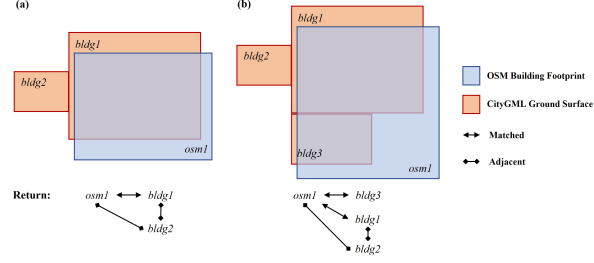 (a)
bldg1
bldg2
osm1
(b)
bldg1
bldg2
bldg3
osm1
OSM Building Footprint
CityGML Ground Surface
Matched
Adjacent
Return:
osm1 bldg1
bldg2
osm1 bldg3
bldg1
bldg2